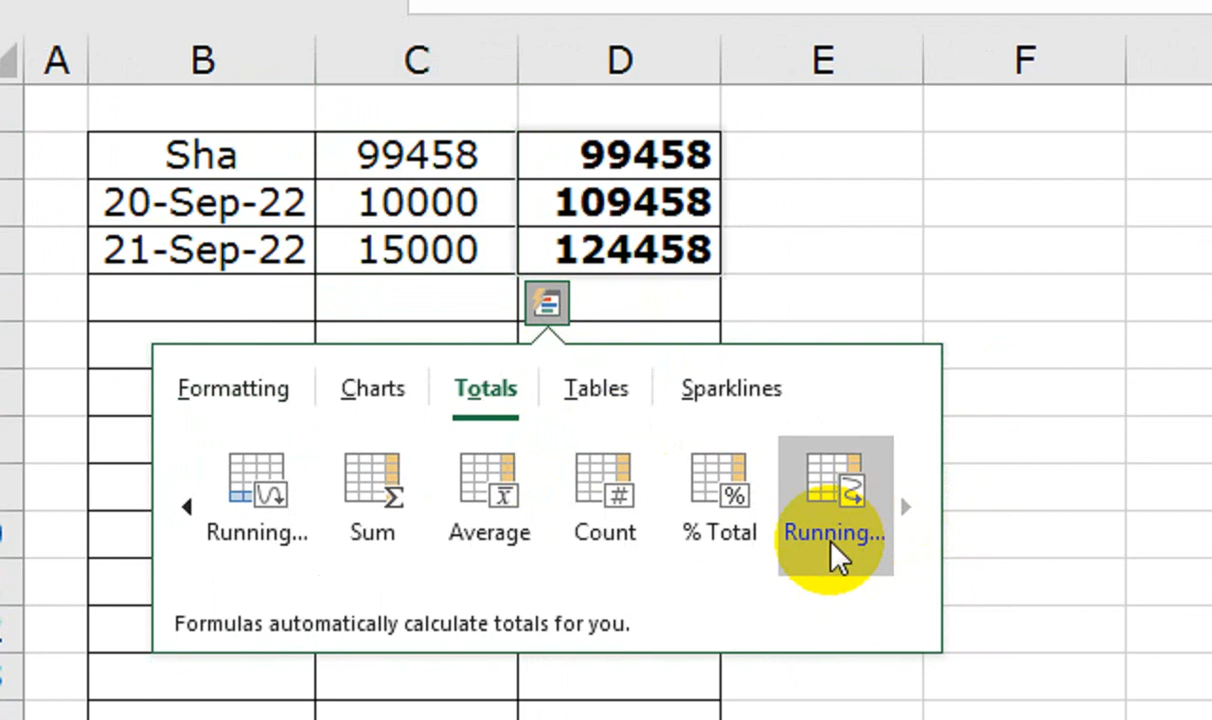 A B C D E F
Sha 99458 99458
20-Sep-22 10000 109458
21-Sep-22 15000 124458
Formatting Charts Totals Tables Sparklines
Running... Sum Average Count % Total Running...
Formulas automatically calculate totals for you.